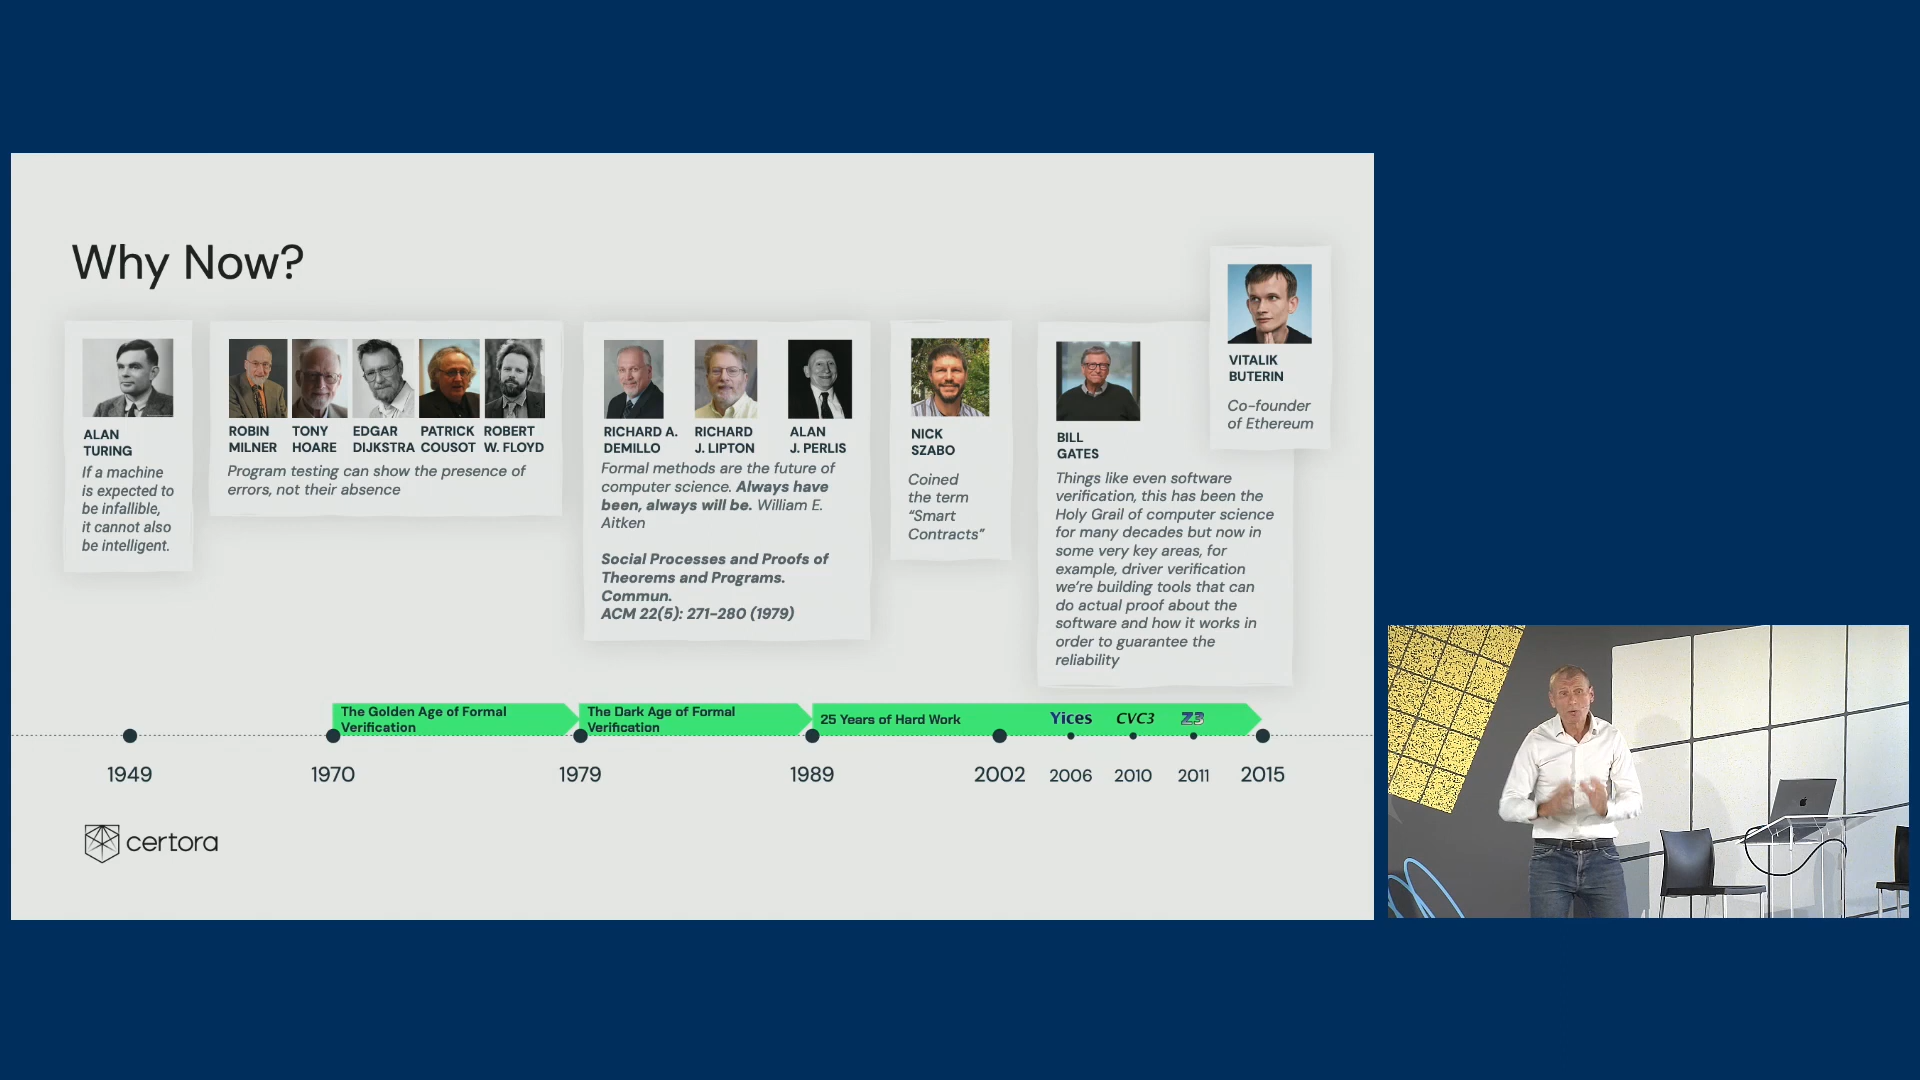 Why Now?
ALAN
TURING
If a machine
is expected to
be infallible,
it cannot also
be intelligent.
ROBIN
MILNER
TONY
HOARE
EDGAR
DIJKSTRA
PATRICK
COUSOT
ROBERT
W. FLOYD
Program testing can show the presence of
errors, not their absence
RICHARD A.
DEMILLO
RICHARD
J. LIPTON
ALAN
J. PERLIS
Formal methods are the future of
computer science. Always have
been, always will be. William E.
Aitken
Social Processes and Proofs of
Theorems and Programs.
Commun.
ACM 22(5): 271-280 (1979)
NICK
SZABO
Coined
the term
“Smart
Contracts”
BILL
GATES
Things like even software
verification, this has been the
Holy Grail of computer science
for many decades but now in
some very key areas, for
example, driver verification
we’re building tools that can
do actual proof about the
software and how it works in
order to guarantee the
reliability
VITALIK
BUTERIN
Co-founder
of Ethereum
The Golden Age of Formal
Verification
The Dark Age of Formal
Verification
25 Years of Hard Work
Yices
CVC3
Z3
1949
1970
1979
1989
2002
2006
2010
2011
2015
certora